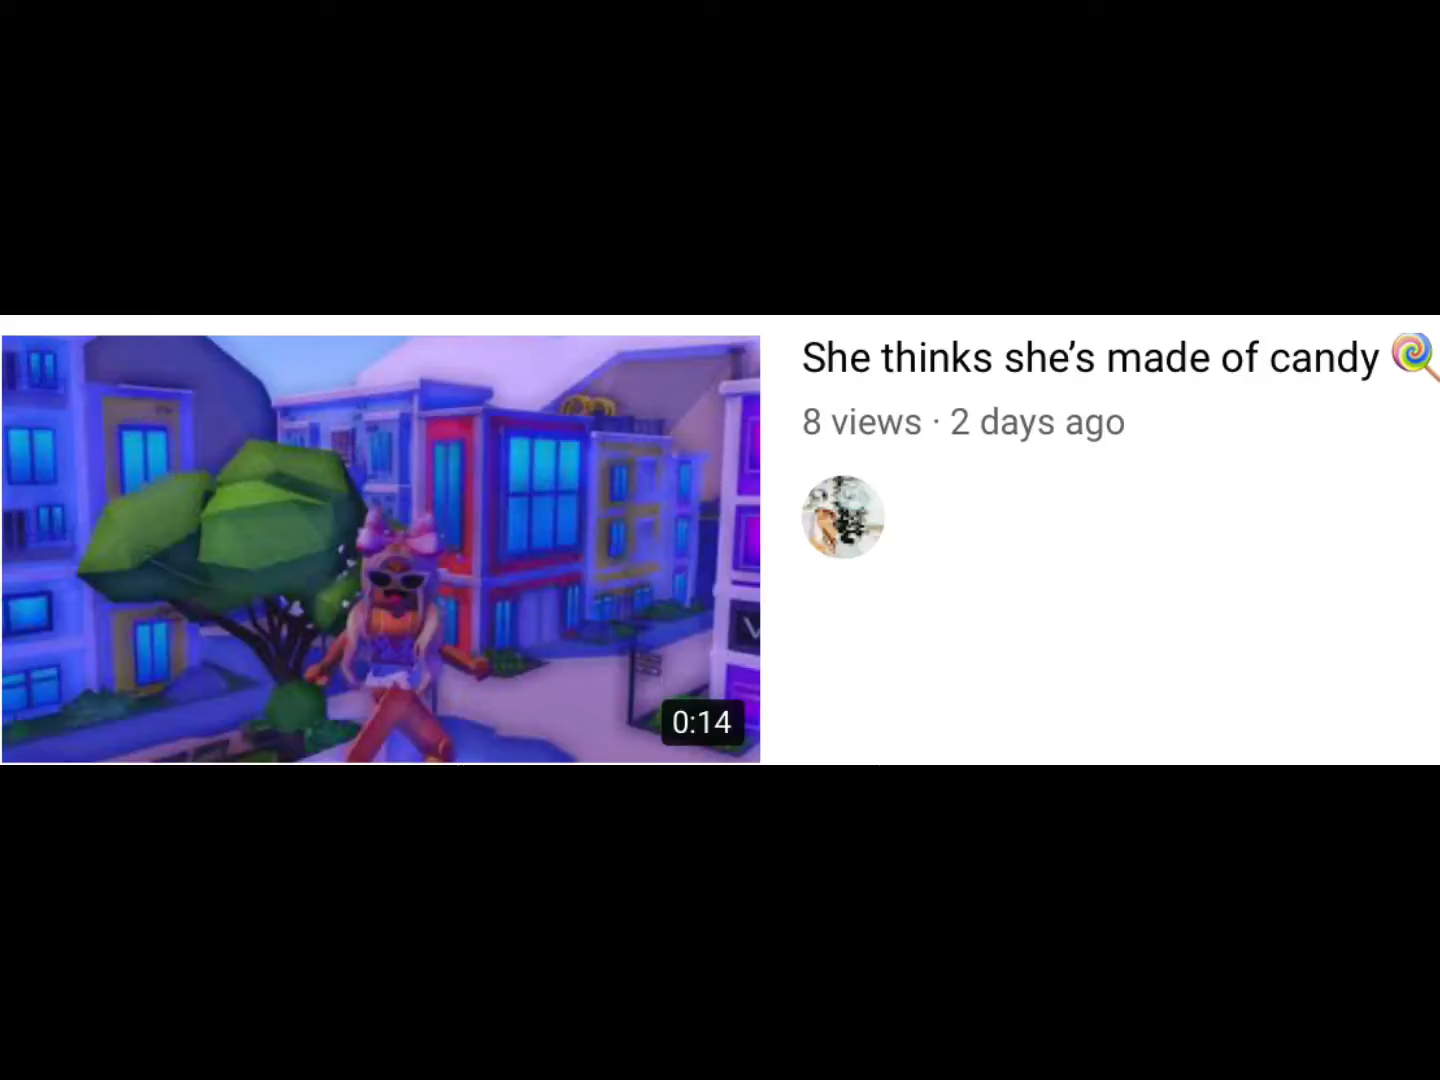 She thinks she’s made of candy 🍭
8 views · 2 days ago
0:14